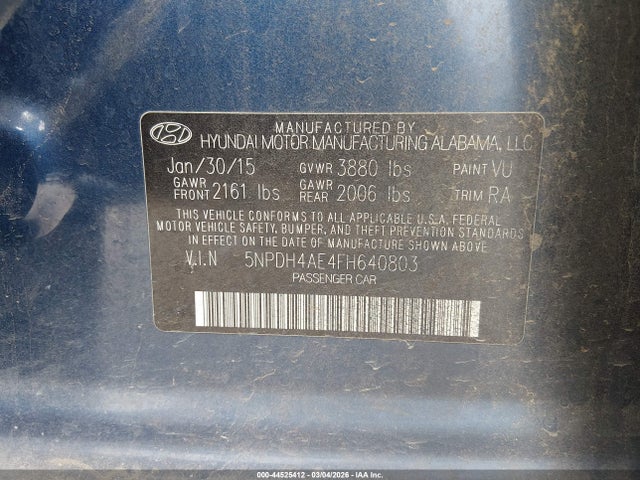 MANUFACTURED BY
HYUNDAI MOTOR MANUFACTURING ALABAMA, LLC
Jan/30/15 GVWR 3880 lbs PAINT VU
GAWR FRONT 2161 lbs GAWR REAR 2006 lbs TRIM RA
THIS VEHICLE CONFORMS TO ALL APPLICABLE U.S.A. FEDERAL
MOTOR VEHICLE SAFETY, BUMPER, AND THEFT PREVENTION STANDARDS
IN EFFECT ON THE DATE OF MANUFACTURE SHOWN ABOVE
V.I.N 5NPDH4AE4FH640803
PASSENGER CAR
000-44525412 - 03/04/2026 - IAA Inc.